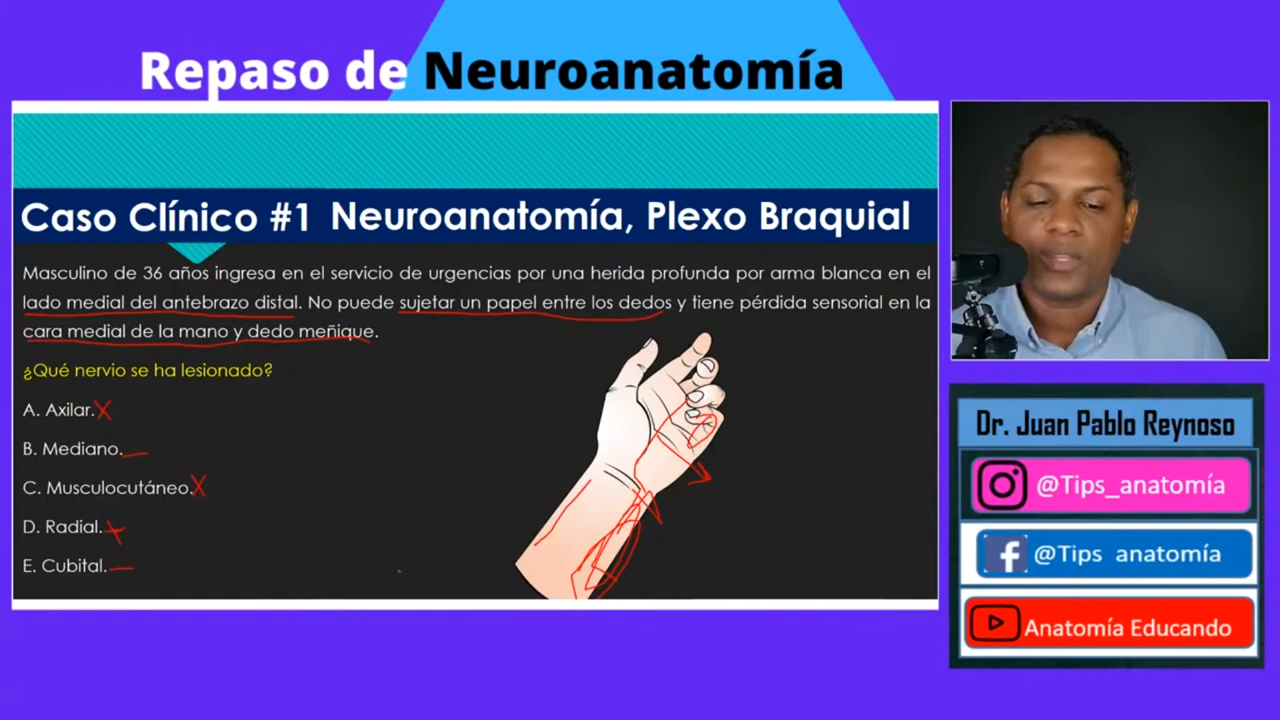 Repaso de Neuroanatomía
Caso Clínico #1 Neuroanatomía, Plexo Braquial
Masculino de 36 años ingresa en el servicio de urgencias por una herida profunda por arma blanca en el
lado medial del antebrazo distal. No puede sujetar un papel entre los dedos y tiene pérdida sensorial en la
cara medial de la mano y dedo meñique.
¿Qué nervio se ha lesionado?
A. Axilar.
B. Mediano.
C. Musculocutáneo.
D. Radial.
E. Cubital.
Dr. Juan Pablo Reynoso
@Tips_anatomía
@Tips anatomía
Anatomía Educando